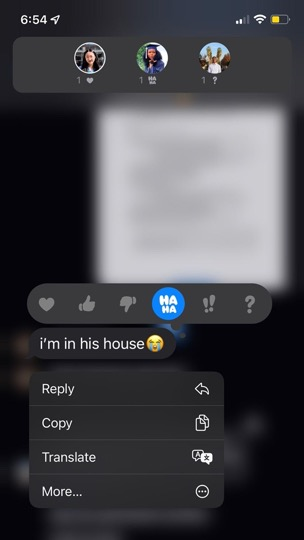 6:54
1
1 HA HA
1 ?
HA HA
!! ?
i'm in his house😭
Reply
Copy
Translate
More...